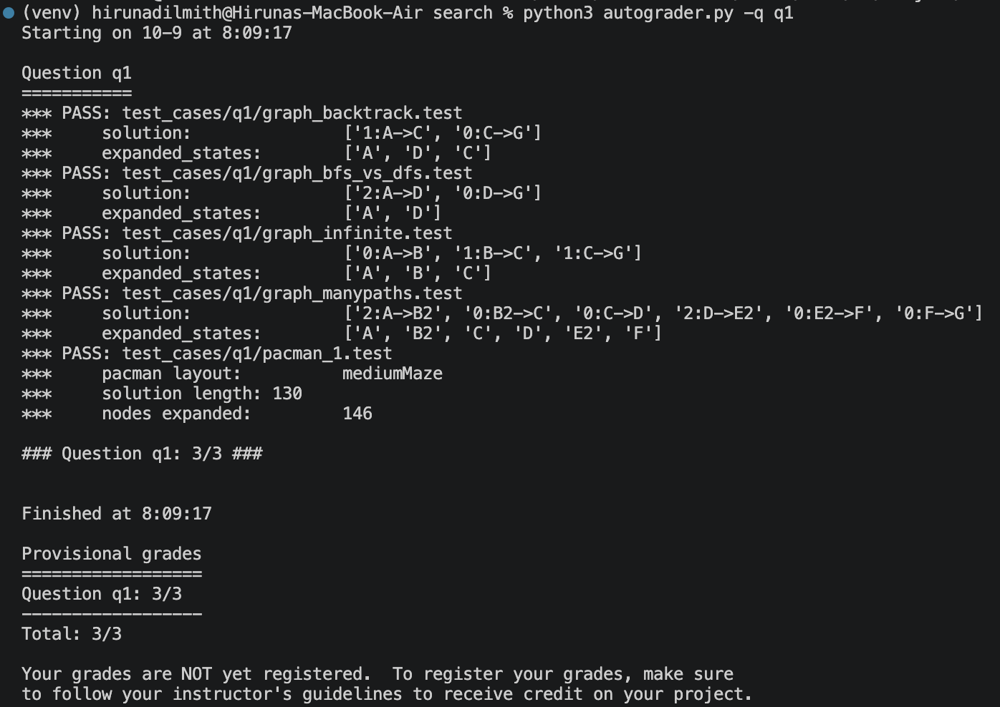 (venv) hirunadilmith@Hirunas-MacBook-Air search % python3 autograder.py -q q1
Starting on 10-9 at 8:09:17
Question q1
===========
*** PASS: test_cases/q1/graph_backtrack.test
***     solution:               ['1:A->C', '0:C->G']
***     expanded_states:        ['A', 'D', 'C']
*** PASS: test_cases/q1/graph_bfs_vs_dfs.test
***     solution:               ['2:A->D', '0:D->G']
***     expanded_states:        ['A', 'D']
*** PASS: test_cases/q1/graph_infinite.test
***     solution:               ['0:A->B', '1:B->C', '1:C->G']
***     expanded_states:        ['A', 'B', 'C']
*** PASS: test_cases/q1/graph_manypaths.test
***     solution:               ['2:A->B2', '0:B2->C', '0:C->D', '2:D->E2', '0:E2->F', '0:F->G']
***     expanded_states:        ['A', 'B2', 'C', 'D', 'E2', 'F']
*** PASS: test_cases/q1/pacman_1.test
***     pacman layout:          mediumMaze
***     solution length: 130
***     nodes expanded:         146
### Question q1: 3/3 ###
Finished at 8:09:17
Provisional grades
==================
Question q1: 3/3
------------------
Total: 3/3
Your grades are NOT yet registered.  To register your grades, make sure
to follow your instructor's guidelines to receive credit on your project.